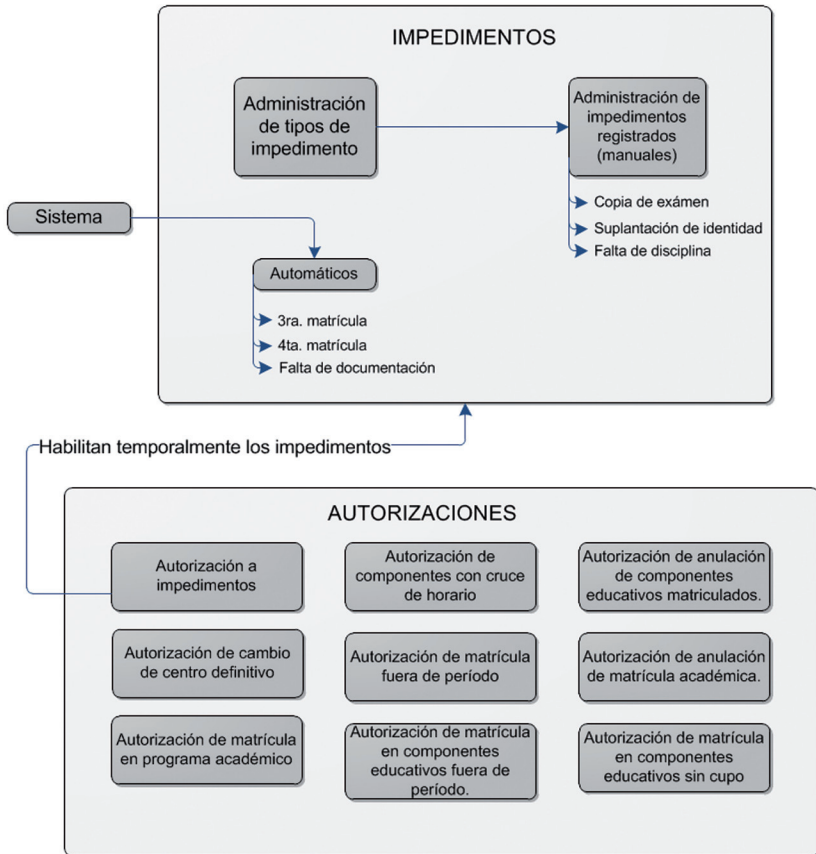 IMPEDIMENTOS
Administración
de tipos de
impedimento
Administración de
impedimentos
registrados
(manuales)
Copia de exámen
Suplantación de identidad
Falta de disciplina
Sistema
Automáticos
3ra. matrícula
4ta. matrícula
Falta de documentación
Habilitan temporalmente los impedimentos
AUTORIZACIONES
Autorización a
impedimentos
Autorización de
componentes con cruce
de horario
Autorización de anulación
de componentes
educativos matriculados.
Autorización de cambio
de centro definitivo
Autorización de matrícula
fuera de período
Autorización de anulación
de matrícula académica.
Autorización de matrícula
en programa académico
Autorización de matrícula
en componentes
educativos fuera de
período.
Autorización de matrícula
en componentes
educativos sin cupo